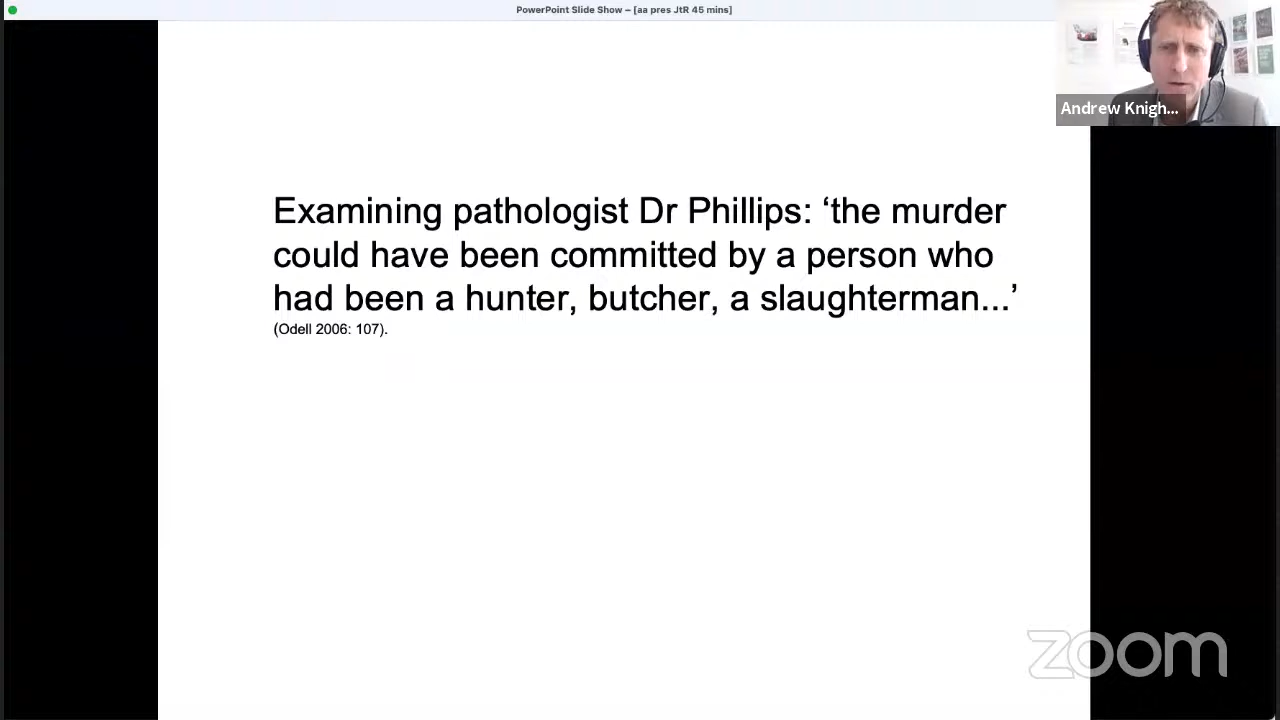 PowerPoint Slide Show – [aa pres JtR 45 mins]
Andrew Knigh...
Examining pathologist Dr Phillips: ‘the murder
could have been committed by a person who
had been a hunter, butcher, a slaughterman...’
(Odell 2006: 107).
zoom